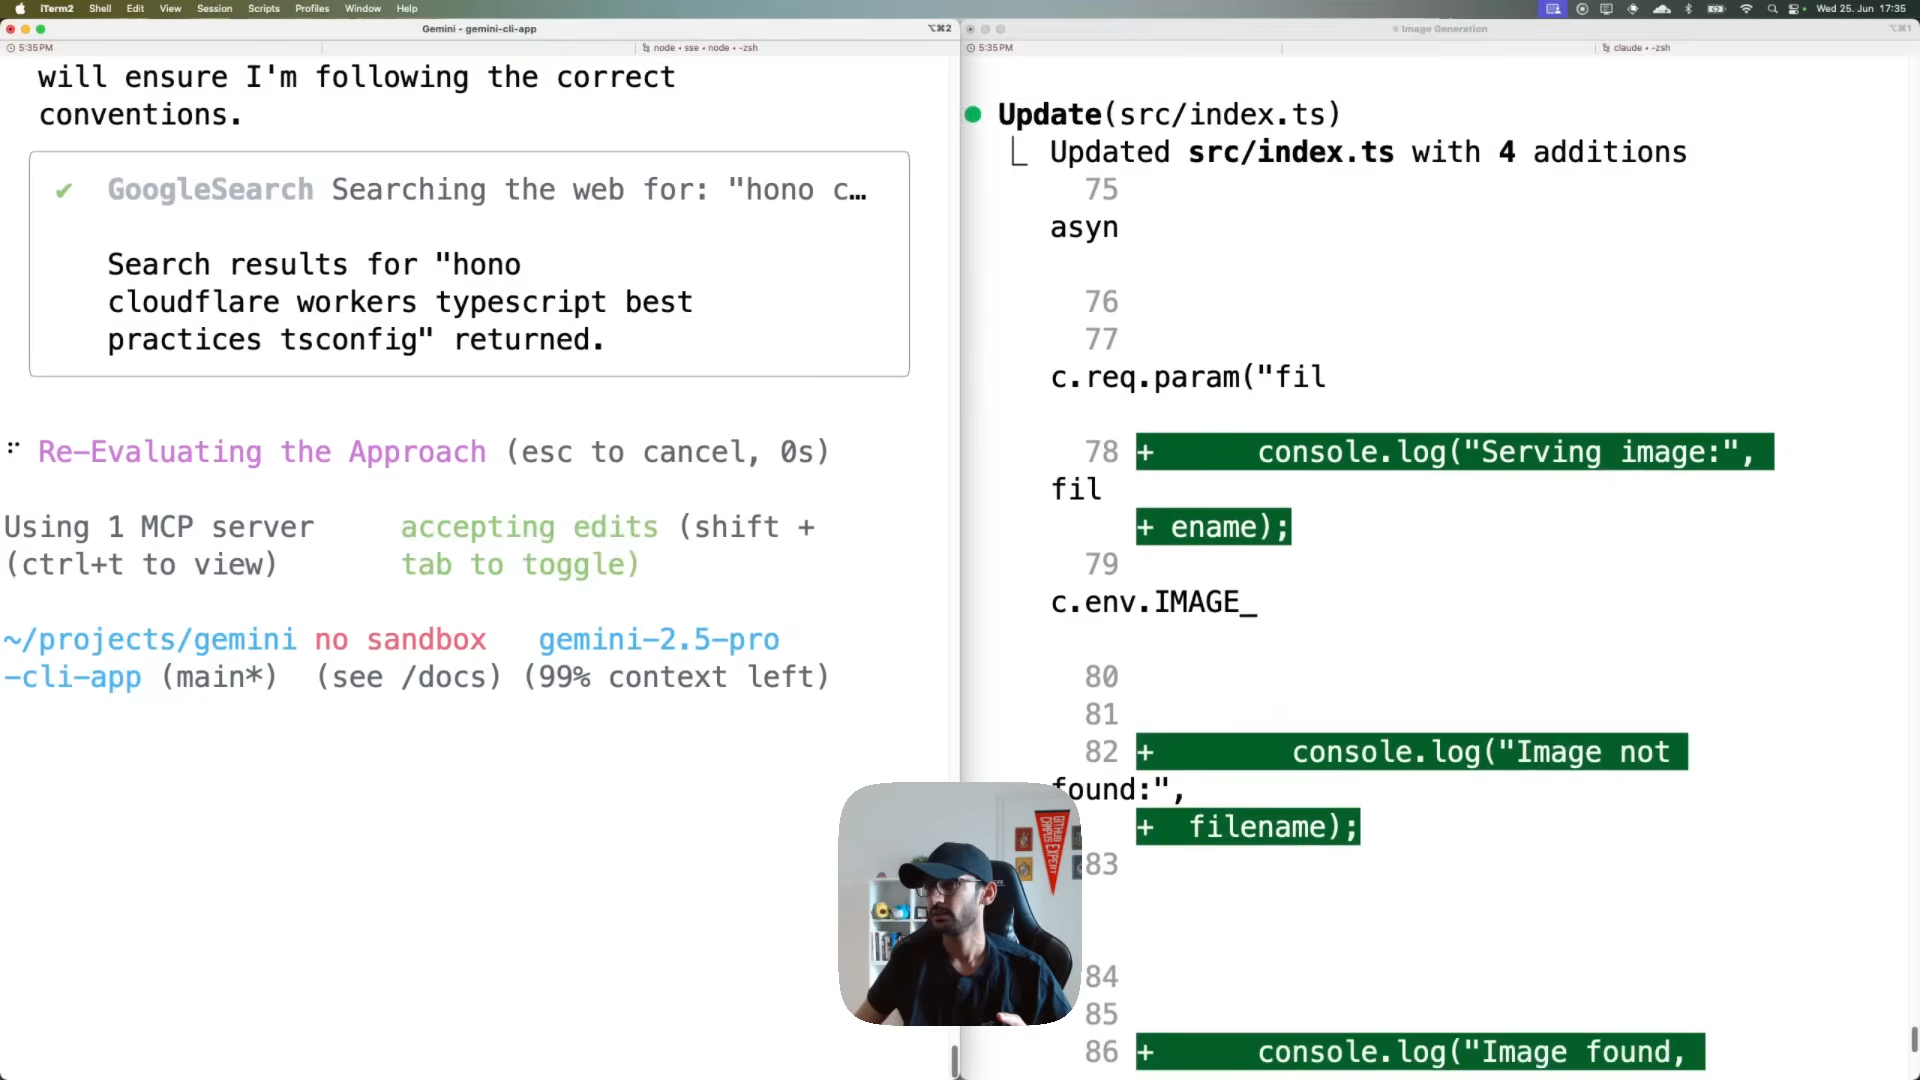 iTerm2 Shell Edit View Session Scripts Profiles Window Help
Wed 25. Jun 17:35
Gemini - gemini-cli-app
⌥⌘2
5:35PM
node • sse • node • -zsh
will ensure I'm following the correct
conventions.
✔ GoogleSearch Searching the web for: "hono c…
Search results for "hono
cloudflare workers typescript best
practices tsconfig" returned.
Re-Evaluating the Approach (esc to cancel, 0s)
Using 1 MCP server accepting edits (shift +
(ctrl+t to view) tab to toggle)
~/projects/gemini no sandbox gemini-2.5-pro
-cli-app (main*) (see /docs) (99% context left)
Image Generation
⌥⌘1
5:35PM
claude • -zsh
Update(src/index.ts)
Updated src/index.ts with 4 additions
75
asyn
76
77
c.req.param("fil
78 + console.log("Serving image:",
fil
+ ename);
79
c.env.IMAGE_
80
81
82 + console.log("Image not
found:",
+ filename);
83
84
85
86 + console.log("Image found,
GITHUB
CAMPUS EXPERT